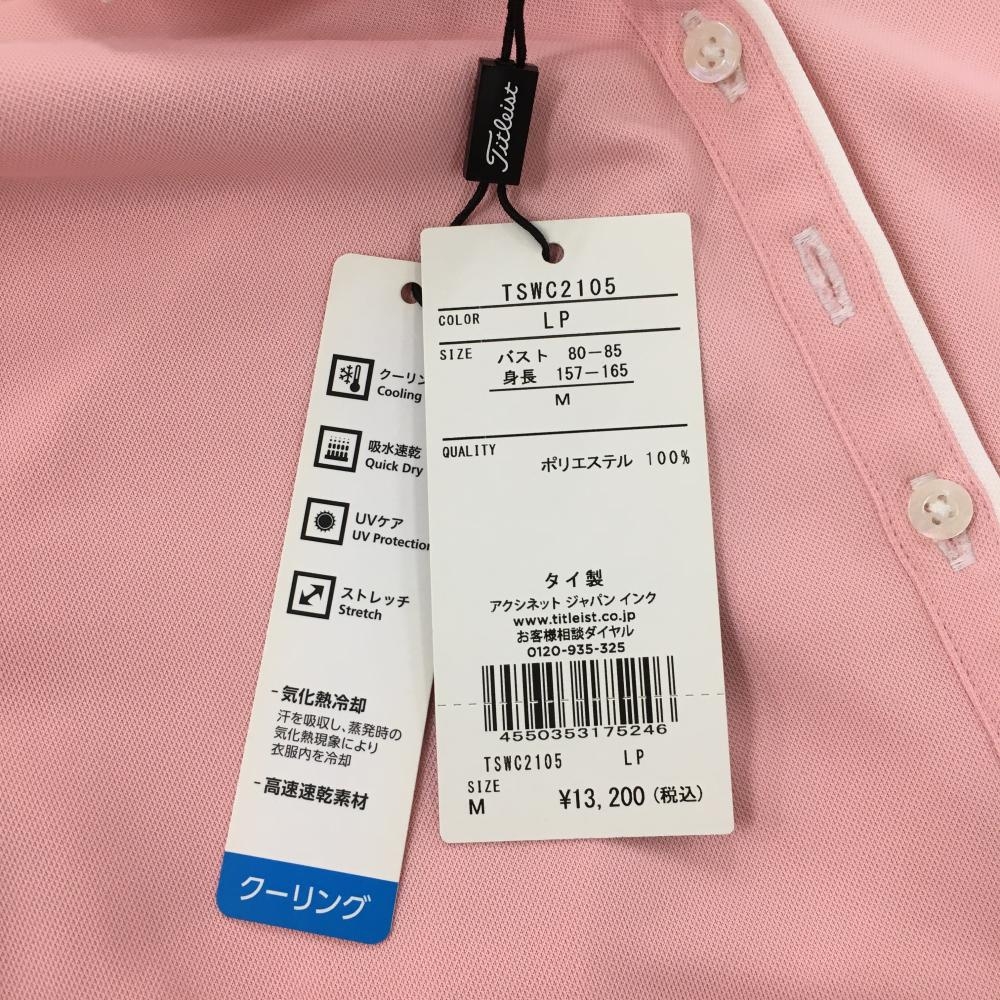 Titleist
TSWC2105
COLOR LP
SIZE バスト 80-85
身長 157-165
M
QUALITY
ポリエステル 100%
タイ製
アクシネット ジャパン インク
www.titleist.co.jp
お客様相談ダイヤル
0120-935-325
4550353175246
TSWC2105 LP
SIZE
M ¥13,200(税込)
クーリン
Cooling
吸水速乾
Quick Dry
UVケア
UV Protection
ストレッチ
Stretch
-気化熱冷却
汗を吸収し、蒸発時の
気化熱現象により
衣服内を冷却
-高速速乾素材
クーリング